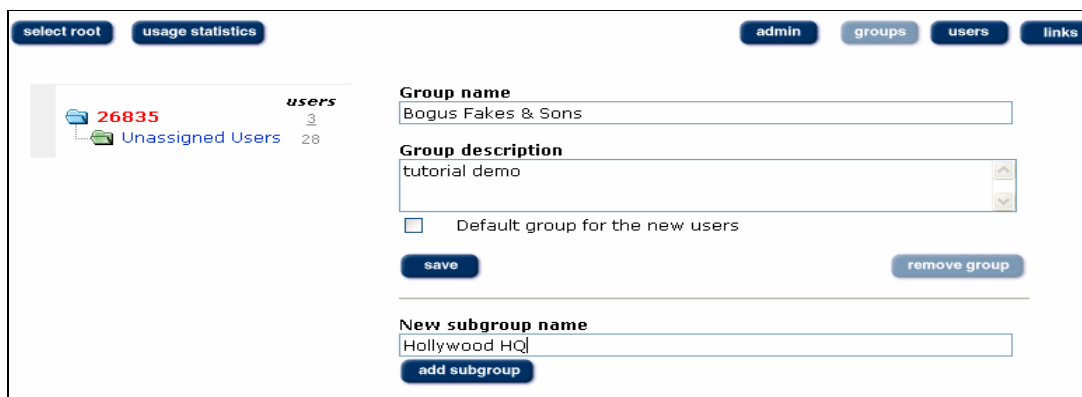 select root usage statistics admin groups users links
users
26835 3
Unassigned Users 28
Group name
Bogus Fakes & Sons
Group description
tutorial demo
Default group for the new users
save remove group
New subgroup name
Hollywood HQ
add subgroup